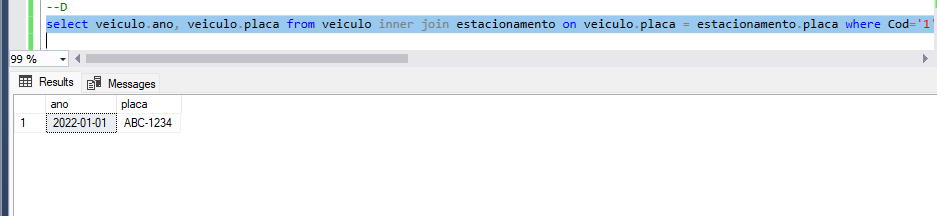 --D
select veiculo.ano, veiculo.placa from veiculo inner join estacionamento on veiculo.placa = estacionamento.placa where Cod='1'
99 %
Results Messages
ano placa
1 2022-01-01 ABC-1234